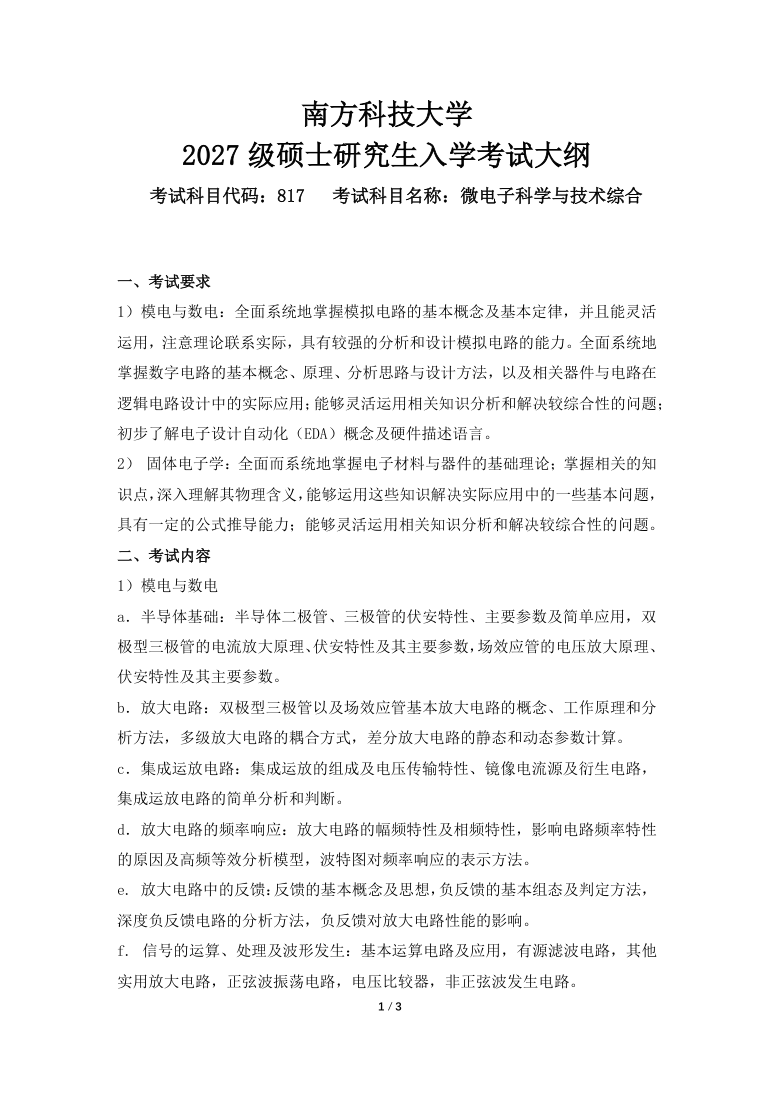 南方科技大学
2027 级硕士研究生入学考试大纲
考试科目代码：817 考试科目名称：微电子科学与技术综合
一、考试要求
1）模电与数电：全面系统地掌握模拟电路的基本概念及基本定律，并且能灵活
运用，注意理论联系实际，具有较强的分析和设计模拟电路的能力。全面系统地
掌握数字电路的基本概念、原理、分析思路与设计方法，以及相关器件与电路在
逻辑电路设计中的实际应用；能够灵活运用相关知识分析和解决较综合性的问题；
初步了解电子设计自动化（EDA）概念及硬件描述语言。
2） 固体电子学：全面而系统地掌握电子材料与器件的基础理论；掌握相关的知
识点，深入理解其物理含义，能够运用这些知识解决实际应用中的一些基本问题，
具有一定的公式推导能力；能够灵活运用相关知识分析和解决较综合性的问题。
二、考试内容
1）模电与数电
a．半导体基础：半导体二极管、三极管的伏安特性、主要参数及简单应用，双
极型三极管的电流放大原理、伏安特性及其主要参数，场效应管的电压放大原理、
伏安特性及其主要参数。
b．放大电路：双极型三极管以及场效应管基本放大电路的概念、工作原理和分
析方法，多级放大电路的耦合方式，差分放大电路的静态和动态参数计算。
c．集成运放电路：集成运放的组成及电压传输特性、镜像电流源及衍生电路，
集成运放电路的简单分析和判断。
d．放大电路的频率响应：放大电路的幅频特性及相频特性，影响电路频率特性
的原因及高频等效分析模型，波特图对频率响应的表示方法。
e. 放大电路中的反馈：反馈的基本概念及思想，负反馈的基本组态及判定方法，
深度负反馈电路的分析方法，负反馈对放大电路性能的影响。
f. 信号的运算、处理及波形发生：基本运算电路及应用，有源滤波电路，其他
实用放大电路，正弦波振荡电路，电压比较器，非正弦波发生电路。
1 / 3